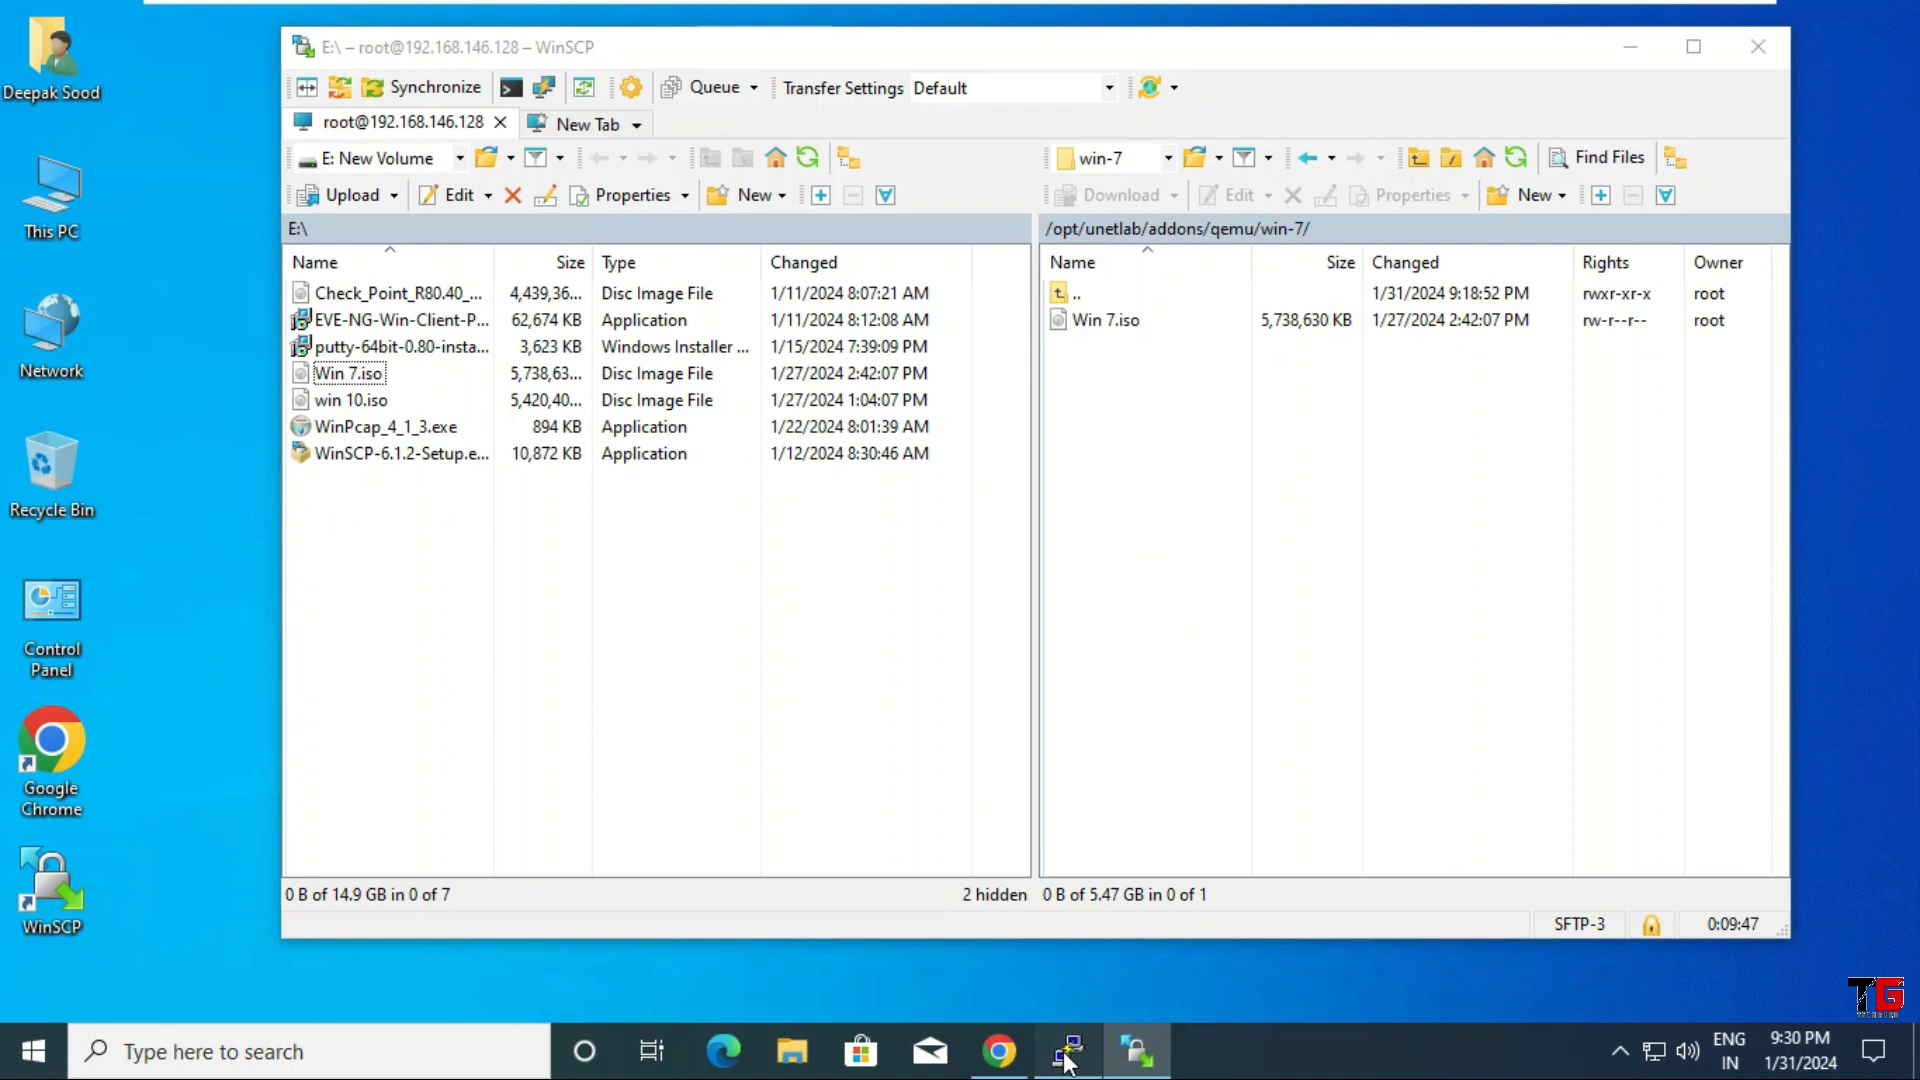 Deepak Sood
This PC
Network
Recycle Bin
Control
Panel
Google
Chrome
WinSCP
E:\ – root@192.168.146.128 – WinSCP
Synchronize
Queue
Transfer Settings Default
root@192.168.146.128
New Tab
E: New Volume
Upload
Edit
Properties
New
E:\
Name Size Type Changed
Check_Point_R80.40_... 4,439,36... Disc Image File 1/11/2024 8:07:21 AM
EVE-NG-Win-Client-P... 62,674 KB Application 1/11/2024 8:12:08 AM
putty-64bit-0.80-insta... 3,623 KB Windows Installer ... 1/15/2024 7:39:09 PM
Win 7.iso 5,738,63... Disc Image File 1/27/2024 2:42:07 PM
win 10.iso 5,420,40... Disc Image File 1/27/2024 1:04:07 PM
WinPcap_4_1_3.exe 894 KB Application 1/22/2024 8:01:39 AM
WinSCP-6.1.2-Setup.e... 10,872 KB Application 1/12/2024 8:30:46 AM
0 B of 14.9 GB in 0 of 7 2 hidden
win-7
Find Files
Download
Edit
Properties
New
/opt/unetlab/addons/qemu/win-7/
Name Size Changed Rights Owner
.. 1/31/2024 9:18:52 PM rwxr-xr-x root
Win 7.iso 5,738,630 KB 1/27/2024 2:42:07 PM rw-r--r-- root
0 B of 5.47 GB in 0 of 1
SFTP-3 0:09:47
TG
Type here to search
ENG
IN
9:30 PM
1/31/2024